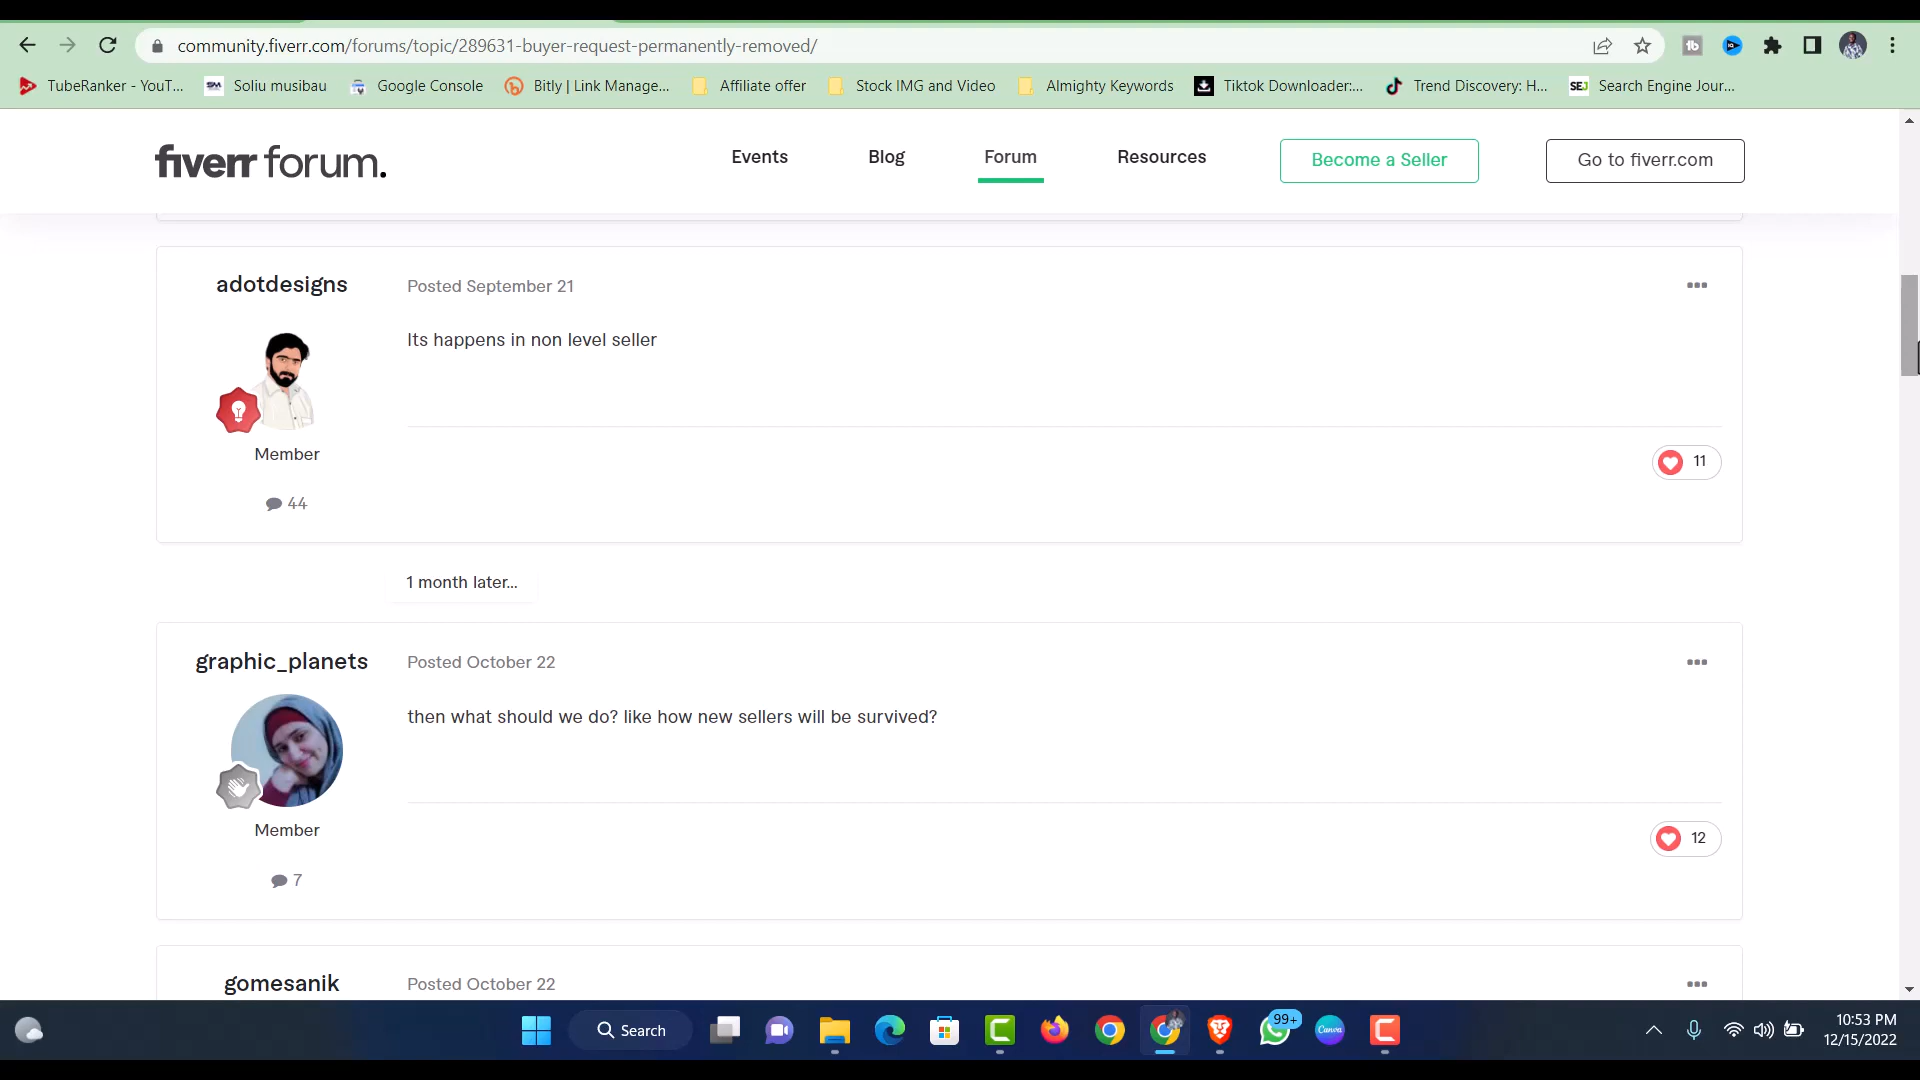 community.fiverr.com/forums/topic/289631-buyer-request-permanently-removed/
TubeRanker - YouT... Soliu musibau Google Console Bitly | Link Manage... Affiliate offer Stock IMG and Video Almighty Keywords Tiktok Downloader:... Trend Discovery: H... SEJ Search Engine Jour...
fiverr forum. Events Blog Forum Resources Become a Seller Go to fiverr.com
adotdesigns Posted September 21
Its happens in non level seller
Member
11
44
1 month later...
graphic_planets Posted October 22
then what should we do? like how new sellers will be survived?
Member
12
7
gomesanik Posted October 22
Search 99+ Canva 10:53 PM
12/15/2022